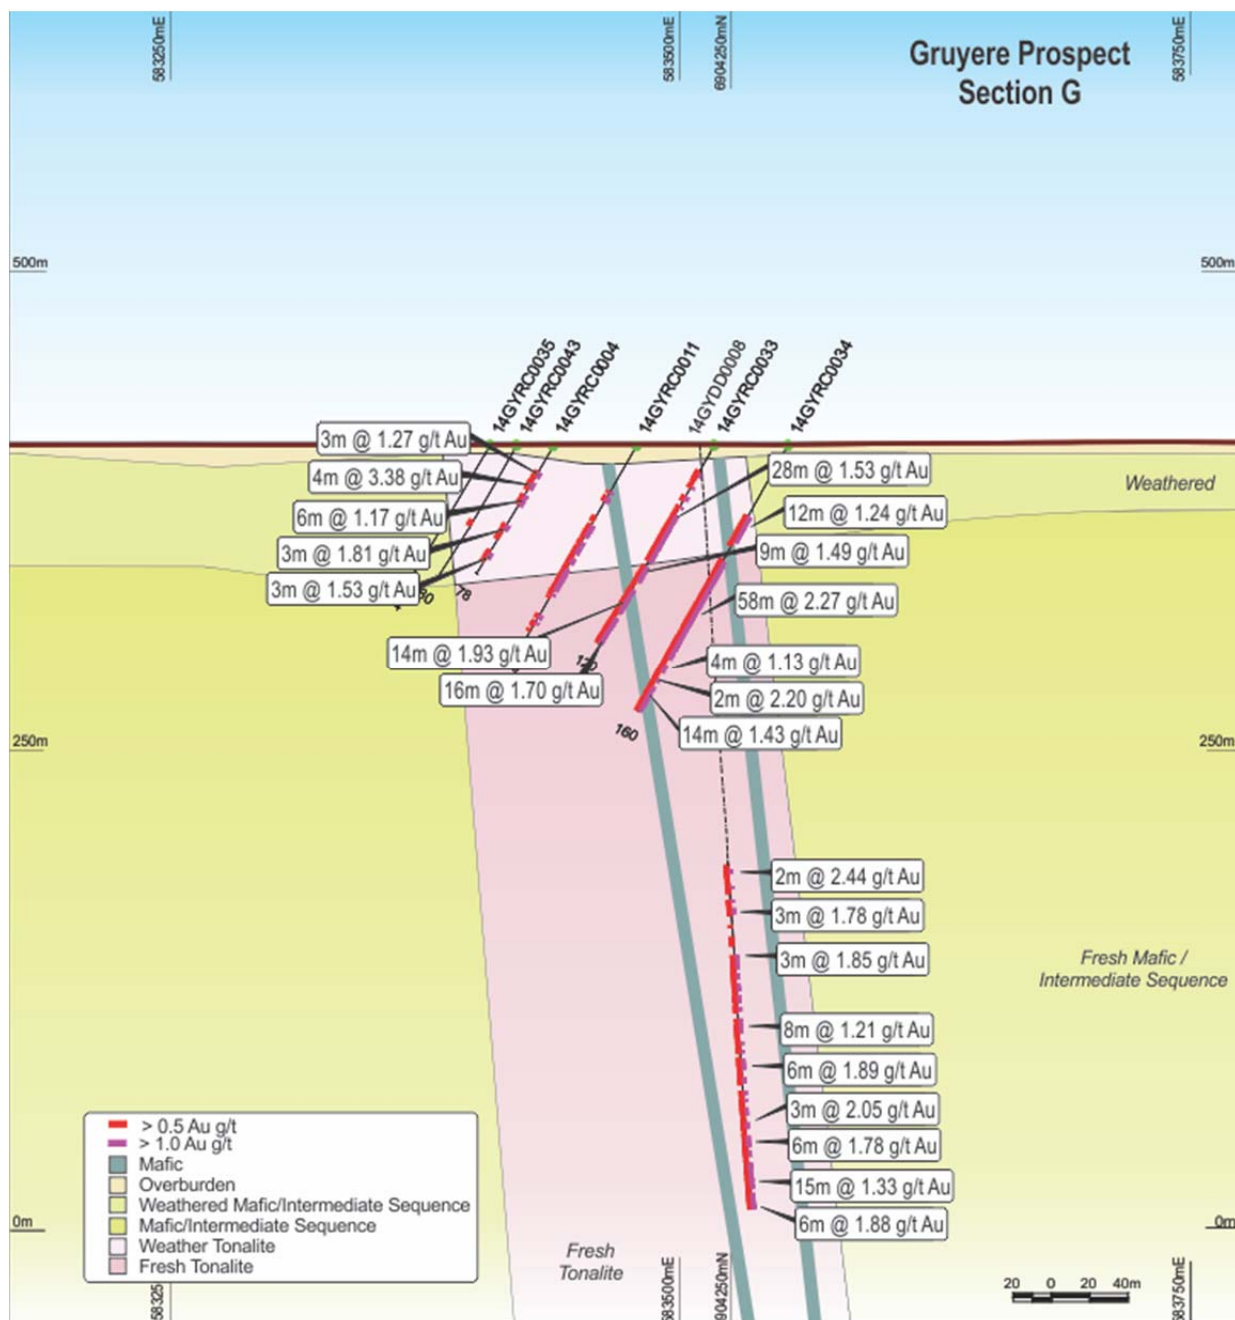 583250mE
583500mE
6904250mN
583750mE
Gruyere Prospect
Section G
500m
500m
14GYRC0035
14GYRC0043
14GYRC0004
14GYRC0011
14GYDD0008
14GYRC0033
14GYRC0034
3m @ 1.27 g/t Au
4m @ 3.38 g/t Au
6m @ 1.17 g/t Au
3m @ 1.81 g/t Au
3m @ 1.53 g/t Au
78
28m @ 1.53 g/t Au
Weathered
12m @ 1.24 g/t Au
9m @ 1.49 g/t Au
58m @ 2.27 g/t Au
14m @ 1.93 g/t Au
16m @ 1.70 g/t Au
4m @ 1.13 g/t Au
2m @ 2.20 g/t Au
14m @ 1.43 g/t Au
160
250m
250m
2m @ 2.44 g/t Au
3m @ 1.78 g/t Au
3m @ 1.85 g/t Au
Fresh Mafic /
Intermediate Sequence
8m @ 1.21 g/t Au
6m @ 1.89 g/t Au
3m @ 2.05 g/t Au
6m @ 1.78 g/t Au
15m @ 1.33 g/t Au
6m @ 1.88 g/t Au
> 0.5 Au g/t
> 1.0 Au g/t
Mafic
Overburden
Weathered Mafic/Intermediate Sequence
Mafic/Intermediate Sequence
Weather Tonalite
Fresh Tonalite
0m
0m
Fresh
Tonalite
583500mE
583750mE
20 0 20 40m